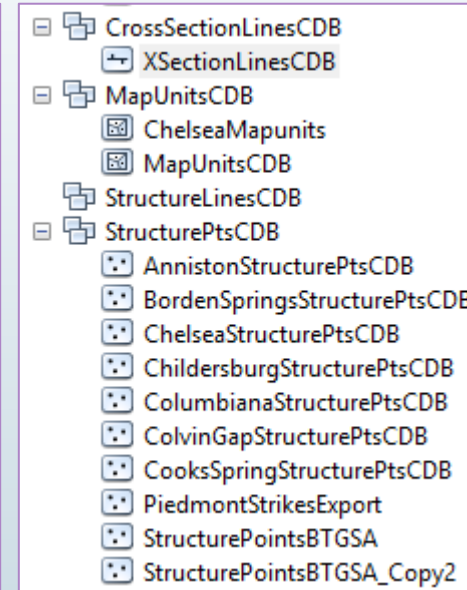 CrossSectionLinesCDB
XSectionLinesCDB
MapUnitsCDB
ChelseaMapunits
MapUnitsCDB
StructureLinesCDB
StructurePtsCDB
AnnistonStructurePtsCDB
BordenSpringsStructurePtsCDB
ChelseaStructurePtsCDB
ChildersburgStructurePtsCDB
ColumbianaStructurePtsCDB
ColvinGapStructurePtsCDB
CooksSpringStructurePtsCDB
PiedmontStrikesExport
StructurePointsBTGSA
StructurePointsBTGSA_Copy2